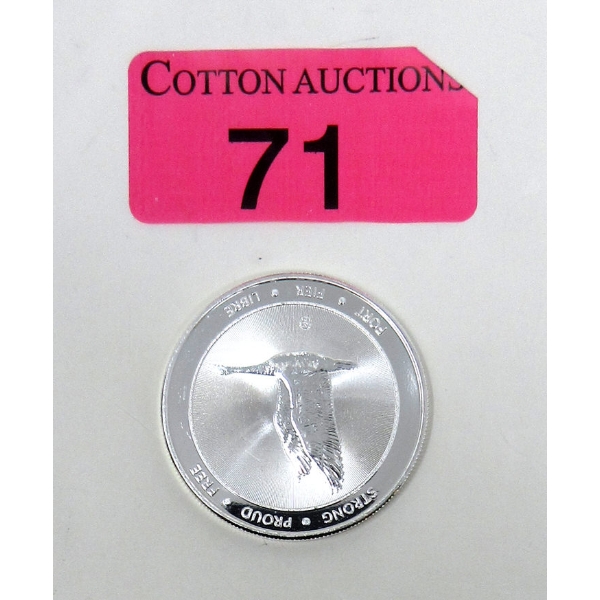 COTTON AUCTIONS
71
FORT • FIER • LIBRE
STRONG • PROUD • FREE